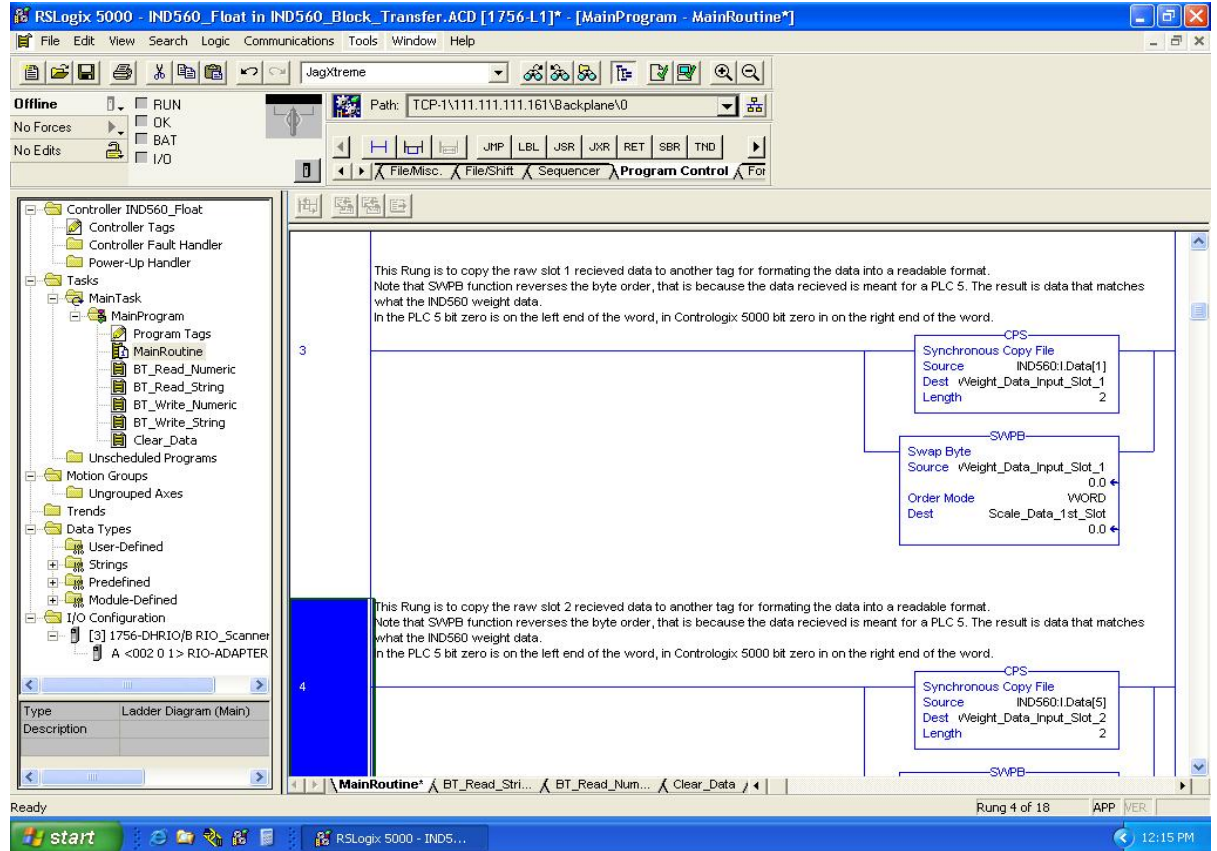 RSLogix 5000 - IND560_Float in IND560_Block_Transfer.ACD [1756-L1]* - [MainProgram - MainRoutine*]
File Edit View Search Logic Communications Tools Window Help
JagXtreme
Offline
RUN
No Forces
OK
No Edits
BAT
I/O
Path: TCP-1\111.111.111.161\Backplane\0
JMP LBL JSR JXR RET SBR TND
File/Misc. File/Shift Sequencer Program Control For
Controller IND560_Float
Controller Tags
Controller Fault Handler
Power-Up Handler
Tasks
MainTask
MainProgram
Program Tags
MainRoutine
BT_Read_Numeric
BT_Read_String
BT_Write_Numeric
BT_Write_String
Clear_Data
Unscheduled Programs
Motion Groups
Ungrouped Axes
Trends
Data Types
User-Defined
Strings
Predefined
Module-Defined
I/O Configuration
[3] 1756-DHRIO/B RIO_Scanner
A <002 0 1> RIO-ADAPTER
Type Ladder Diagram (Main)
Description
This Rung is to copy the raw slot 1 recieved data to another tag for formating the data into a readable format.
Note that SWPB function reverses the byte order, that is because the data recieved is meant for a PLC 5. The result is data that matches
what the IND560 weight data.
In the PLC 5 bit zero is on the left end of the word, in Contrologix 5000 bit zero in on the right end of the word.
3
CPS
Synchronous Copy File
Source IND560:I.Data[1]
Dest Weight_Data_Input_Slot_1
Length 2
SWPB
Swap Byte
Source Weight_Data_Input_Slot_1
0.0
Order Mode WORD
Dest Scale_Data_1st_Slot
0.0
This Rung is to copy the raw slot 2 recieved data to another tag for formating the data into a readable format.
Note that SWPB function reverses the byte order, that is because the data recieved is meant for a PLC 5. The result is data that matches
what the IND560 weight data.
In the PLC 5 bit zero is on the left end of the word, in Contrologix 5000 bit zero in on the right end of the word.
4
CPS
Synchronous Copy File
Source IND560:I.Data[5]
Dest Weight_Data_Input_Slot_2
Length 2
SWPB
MainRoutine* BT_Read_Stri... BT_Read_Num... Clear_Data
Ready
Rung 4 of 18 APP VER
start
RSLogix 5000 - IND5...
12:15 PM